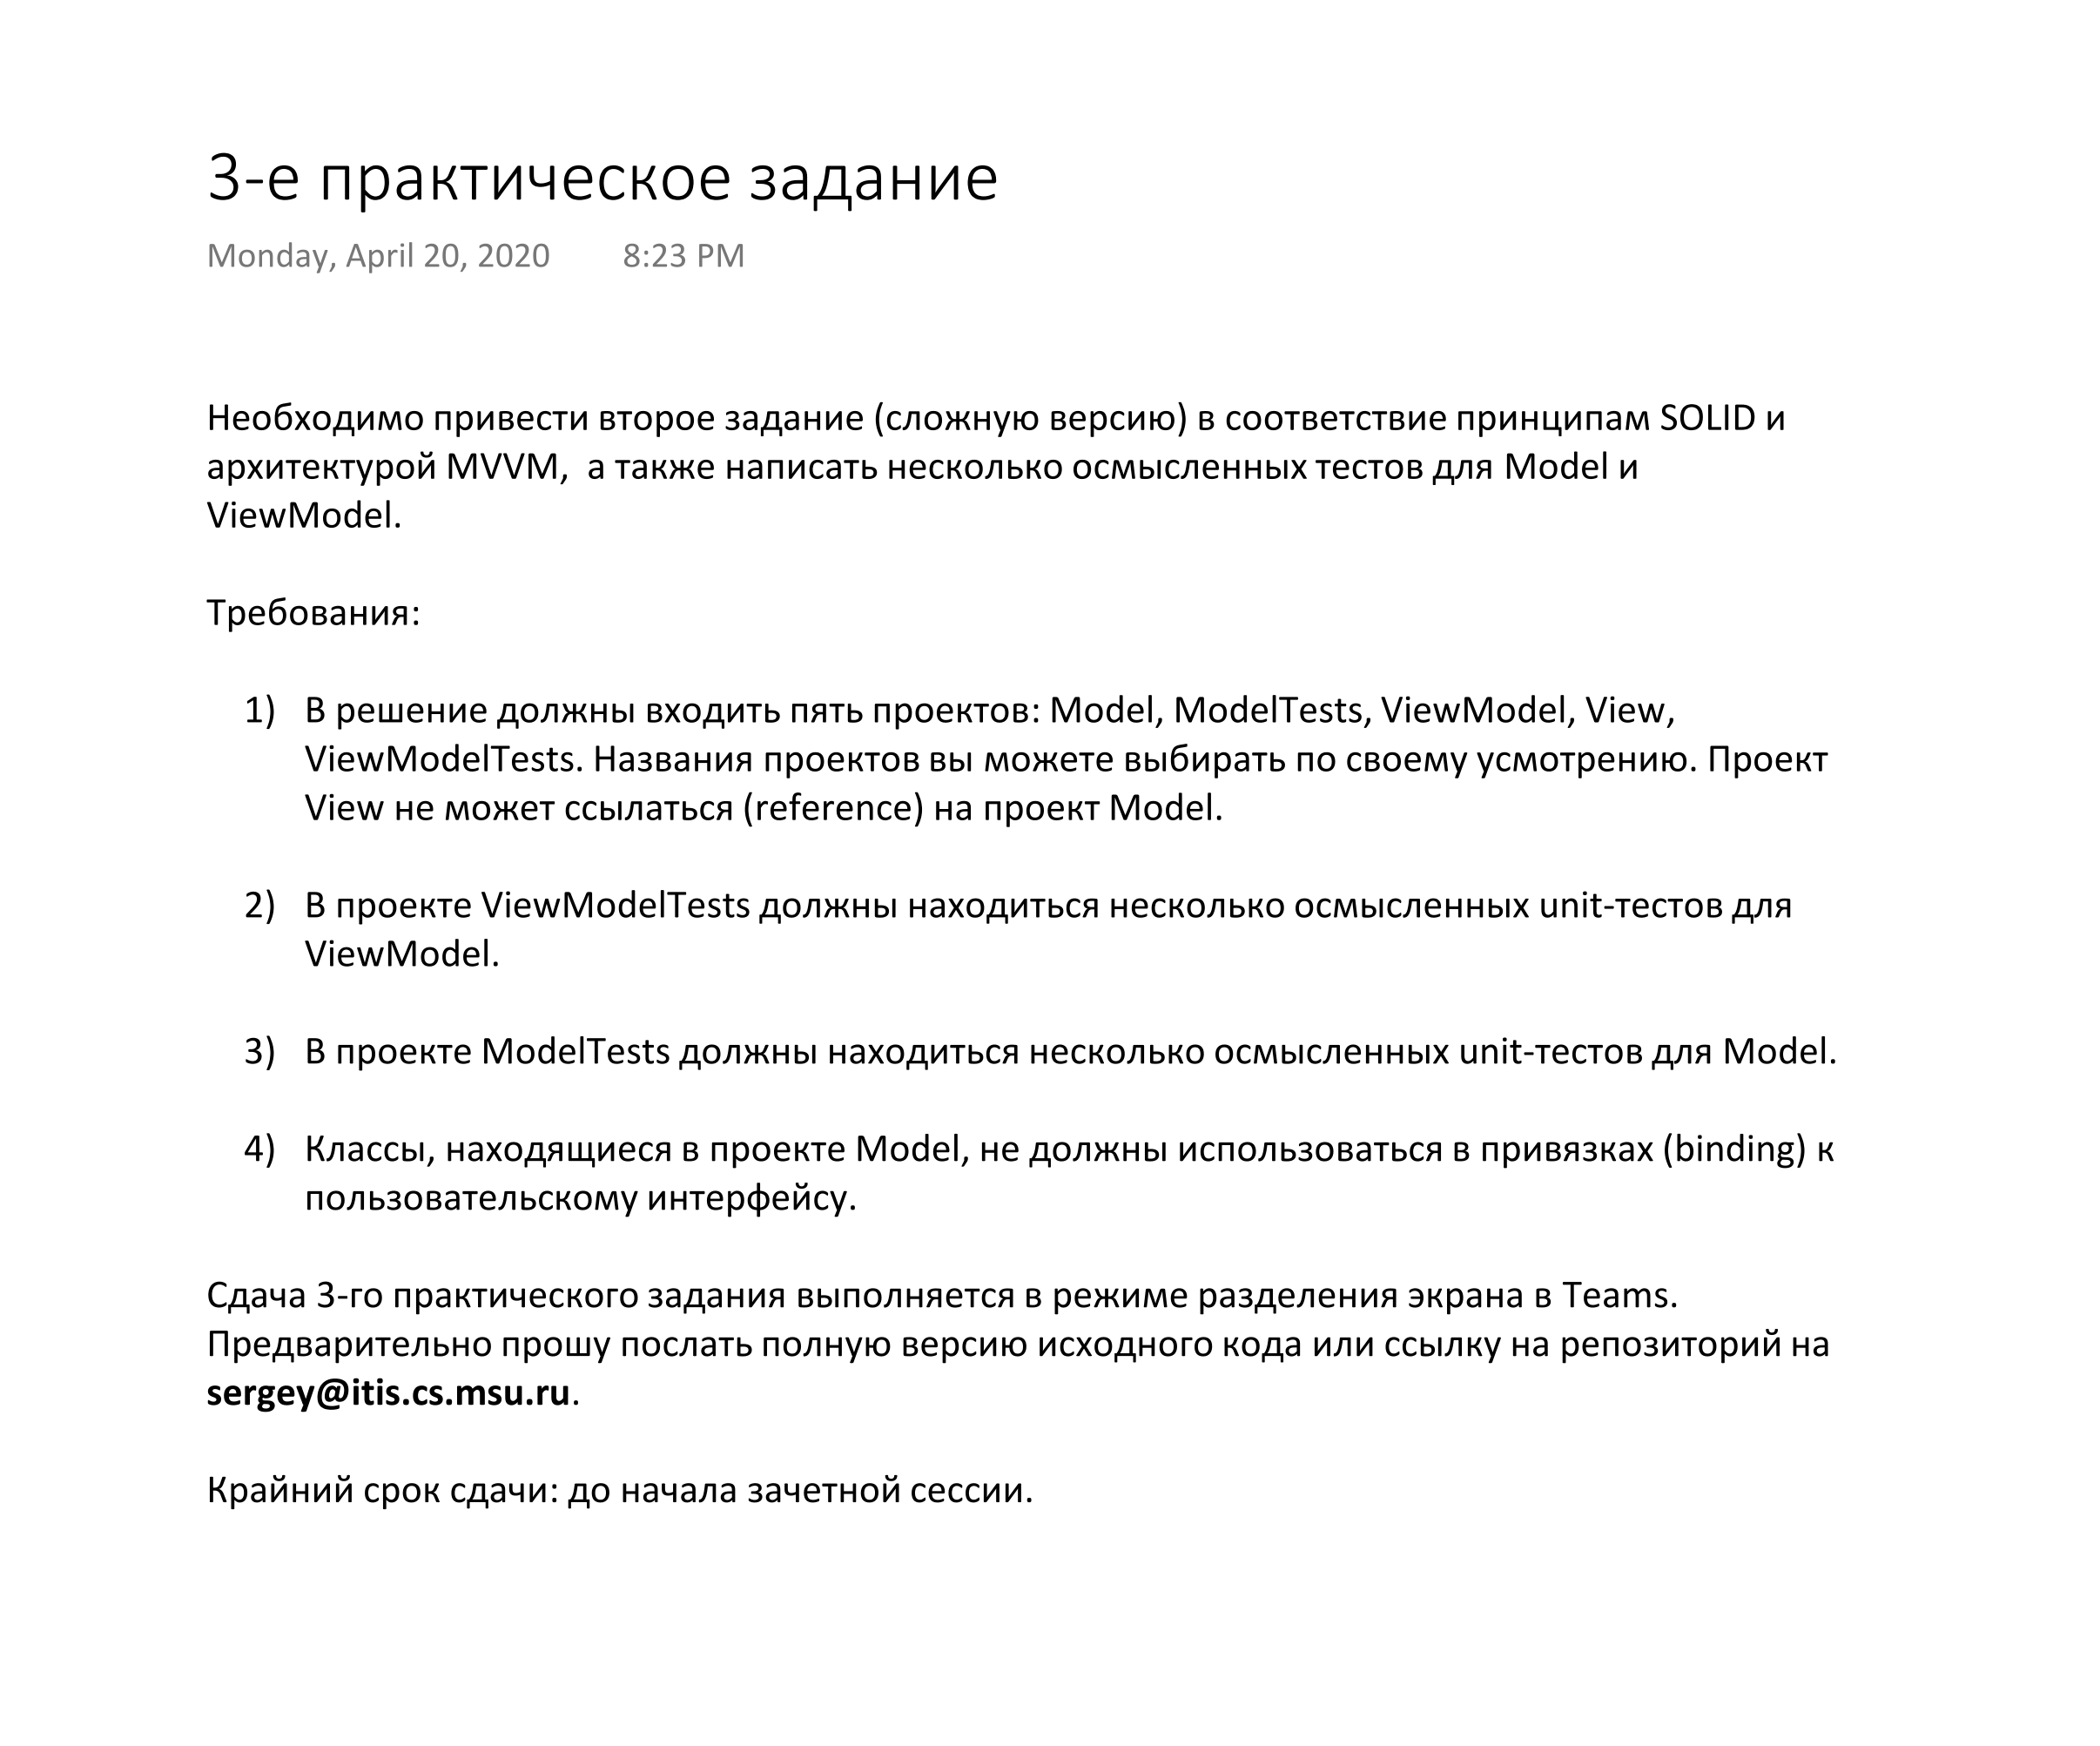 3-е практическое задание
Monday, April 20, 2020 8:23 PM
Необходимо привести второе задание (сложную версию) в соответствие принципам SOLID и
архитектурой MVVM,  а также написать несколько осмысленных тестов для Model и
ViewModel.
Требования:
1) В решение должны входить пять проектов: Model, ModelTests, ViewModel, View,
ViewModelTests. Названия проектов вы можете выбирать по своему усмотрению. Проект
View не может ссылаться (reference) на проект Model.
2) В проекте ViewModelTests должны находиться несколько осмысленных unit-тестов для
ViewModel.
3) В проекте ModelTests должны находиться несколько осмысленных unit-тестов для Model.
4) Классы, находящиеся в проекте Model, не должны использоваться в привязках (binding) к
пользовательскому интерфейсу.
Сдача 3-го практического задания выполняется в режиме разделения экрана в Teams.
Предварительно прошу послать полную версию исходного кода или ссылку на репозиторий на
sergey@itis.cs.msu.ru.
Крайний срок сдачи: до начала зачетной сессии.